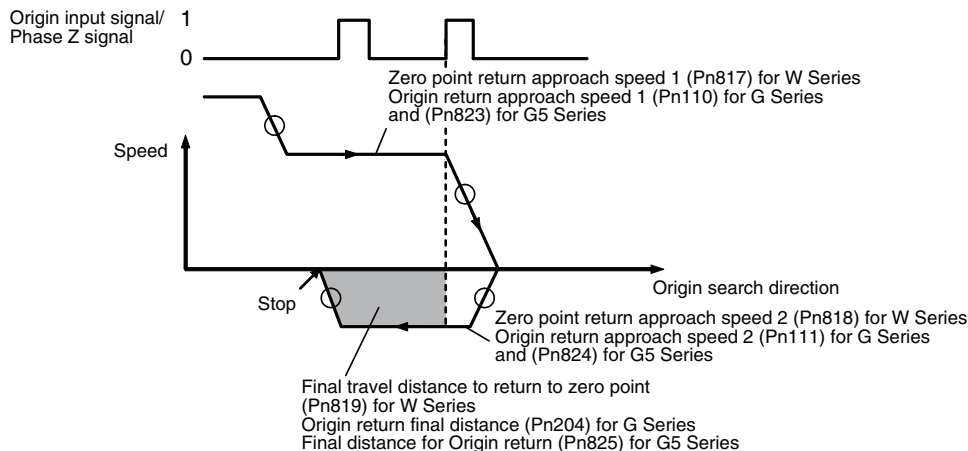 Origin input signal/
Phase Z signal
1
0
Zero point return approach speed 1 (Pn817) for W Series
Origin return approach speed 1 (Pn110) for G Series
and (Pn823) for G5 Series
Speed
Origin search direction
Stop
Zero point return approach speed 2 (Pn818) for W Series
Origin return approach speed 2 (Pn111) for G Series
and (Pn824) for G5 Series
Final travel distance to return to zero point
(Pn819) for W Series
Origin return final distance (Pn204) for G Series
Final distance for Origin return (Pn825) for G5 Series